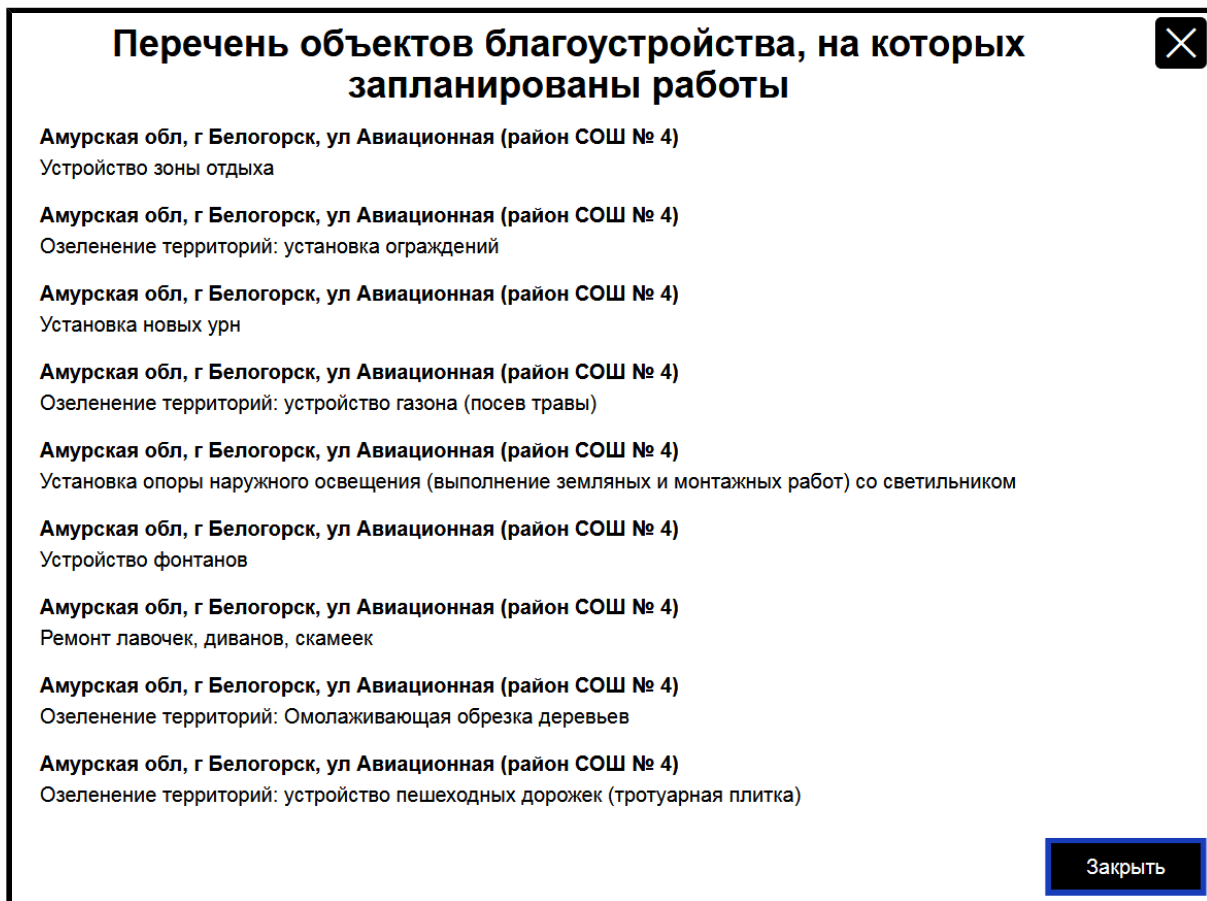 Перечень объектов благоустройства, на которых
запланированы работы
Амурская обл, г Белогорск, ул Авиационная (район СОШ № 4)
Устройство зоны отдыха
Амурская обл, г Белогорск, ул Авиационная (район СОШ № 4)
Озеленение территорий: установка ограждений
Амурская обл, г Белогорск, ул Авиационная (район СОШ № 4)
Установка новых урн
Амурская обл, г Белогорск, ул Авиационная (район СОШ № 4)
Озеленение территорий: устройство газона (посев травы)
Амурская обл, г Белогорск, ул Авиационная (район СОШ № 4)
Установка опоры наружного освещения (выполнение земляных и монтажных работ) со светильником
Амурская обл, г Белогорск, ул Авиационная (район СОШ № 4)
Устройство фонтанов
Амурская обл, г Белогорск, ул Авиационная (район СОШ № 4)
Ремонт лавочек, диванов, скамеек
Амурская обл, г Белогорск, ул Авиационная (район СОШ № 4)
Озеленение территорий: Омолаживающая обрезка деревьев
Амурская обл, г Белогорск, ул Авиационная (район СОШ № 4)
Озеленение территорий: устройство пешеходных дорожек (тротуарная плитка)
Закрыть